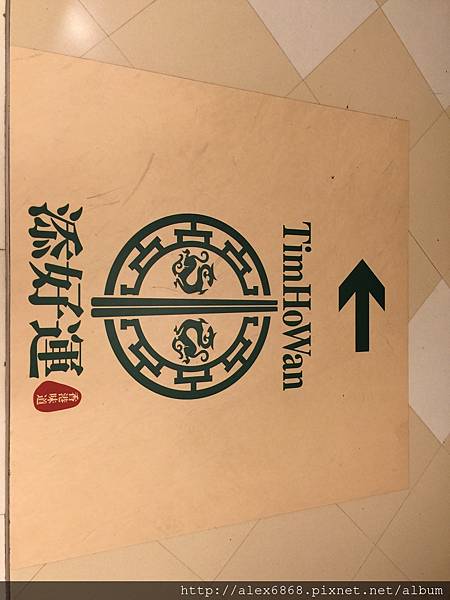 TimHoWan
添好運
香港
味道
http://alex6868.pixnet.net/album